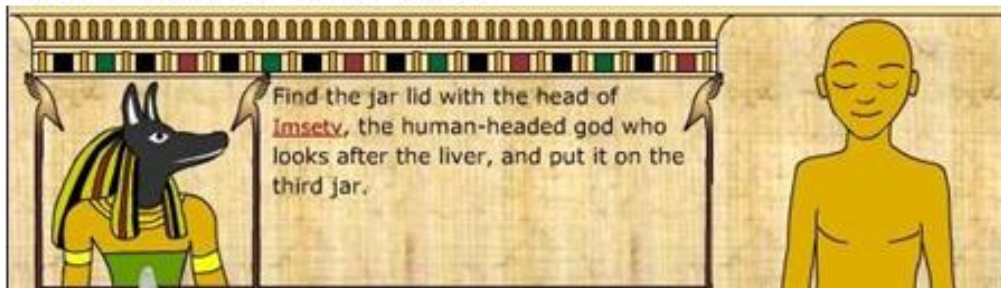 Find the jar lid with the head of
Imsety, the human-headed god who
looks after the liver, and put it on the
third jar.